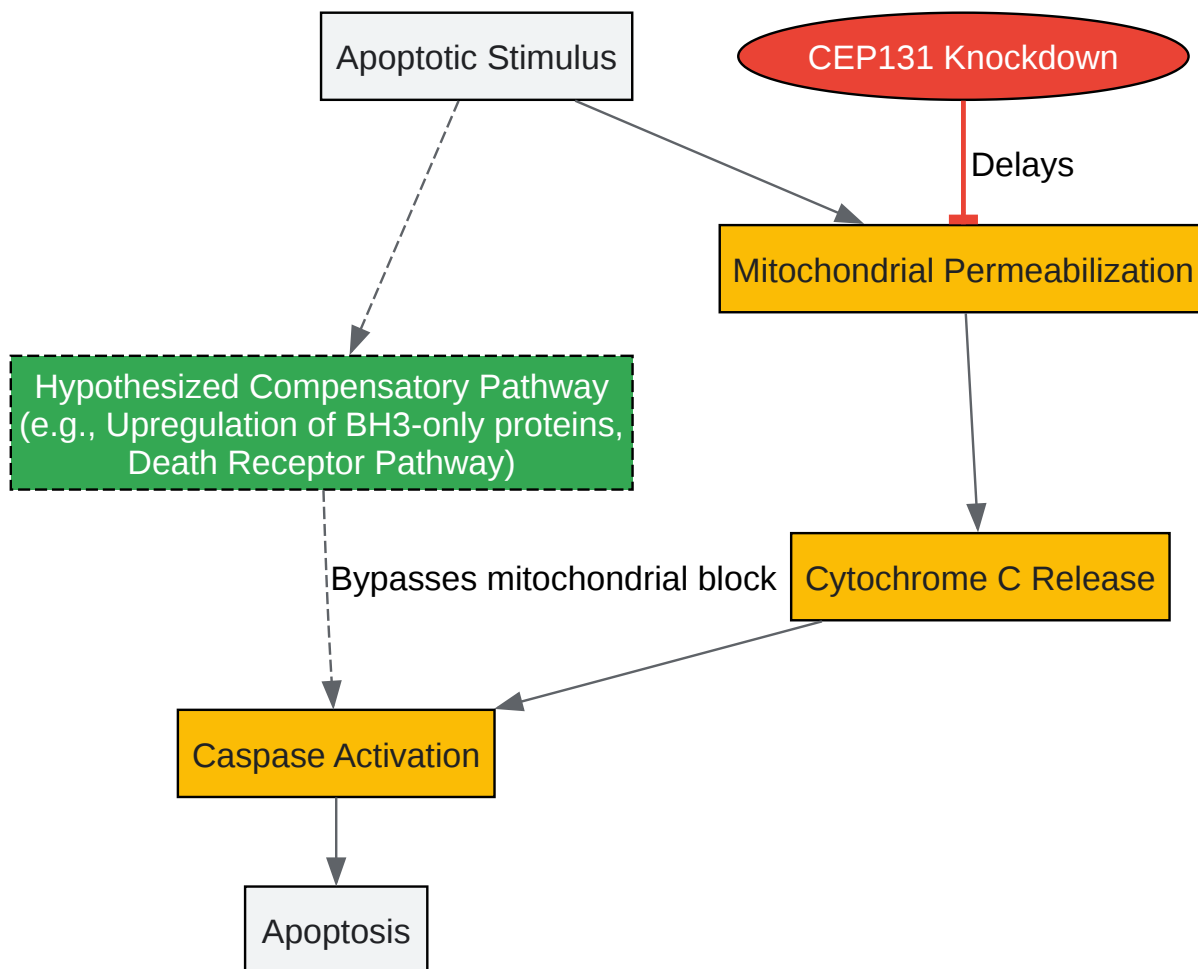 Apoptotic Stimulus
CEP131 Knockdown
Delays
Mitochondrial Permeabilization
Hypothesized Compensatory Pathway
(e.g., Upregulation of BH3-only proteins,
Death Receptor Pathway)
Bypasses mitochondrial block
Cytochrome C Release
Caspase Activation
Apoptosis